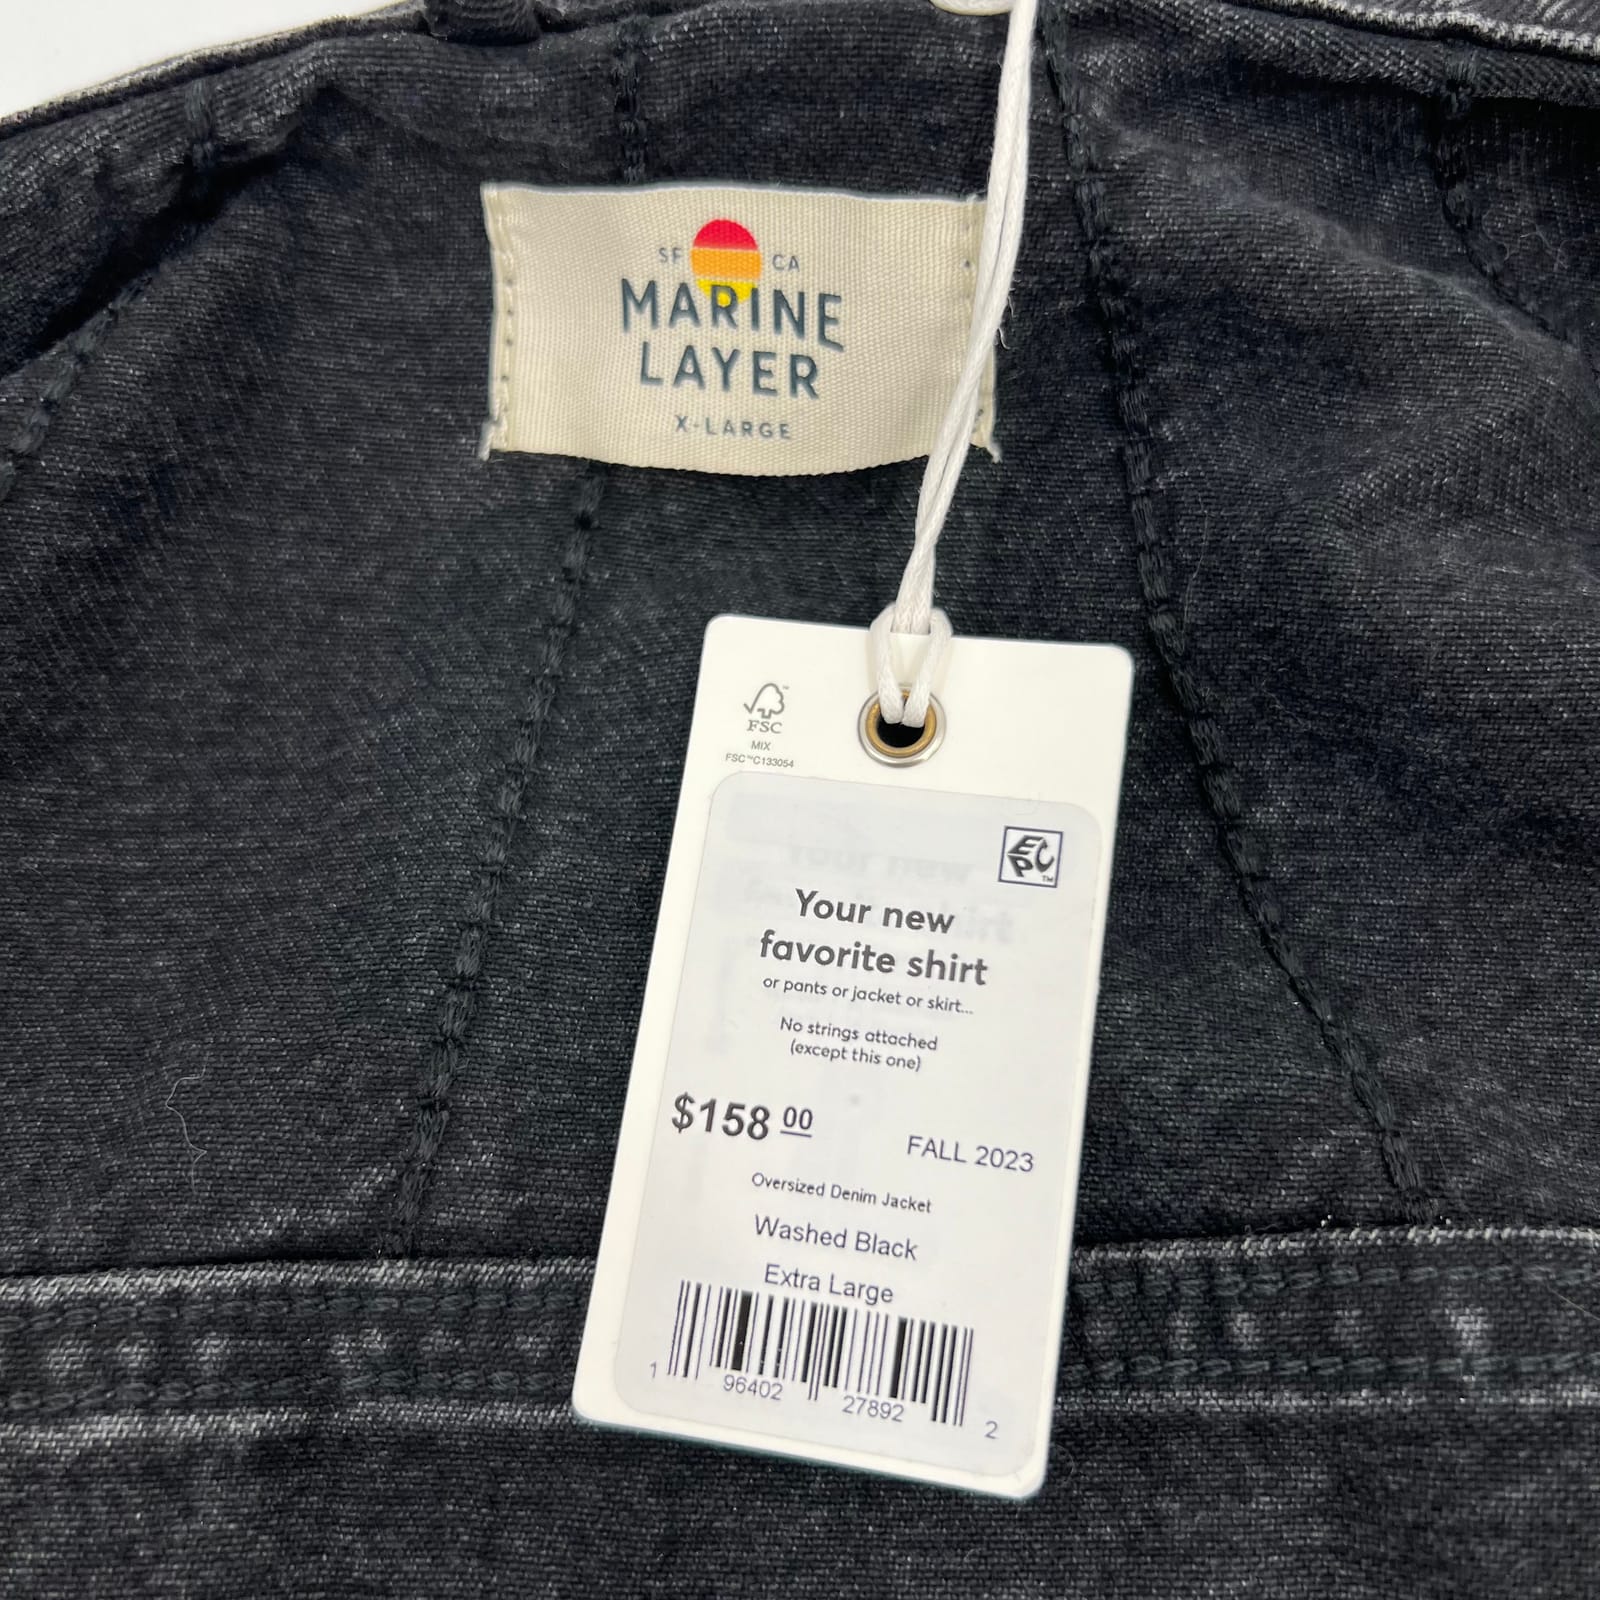 SF CA
MARINE
LAYER
X-LARGE
FSC
MIX
FSC™C133054
EPC™
Your new
favorite shirt
or pants or jacket or skirt...
No strings attached
(except this one)
$158 00
FALL 2023
Oversized Denim Jacket
Washed Black
Extra Large
1 96402 27892 2